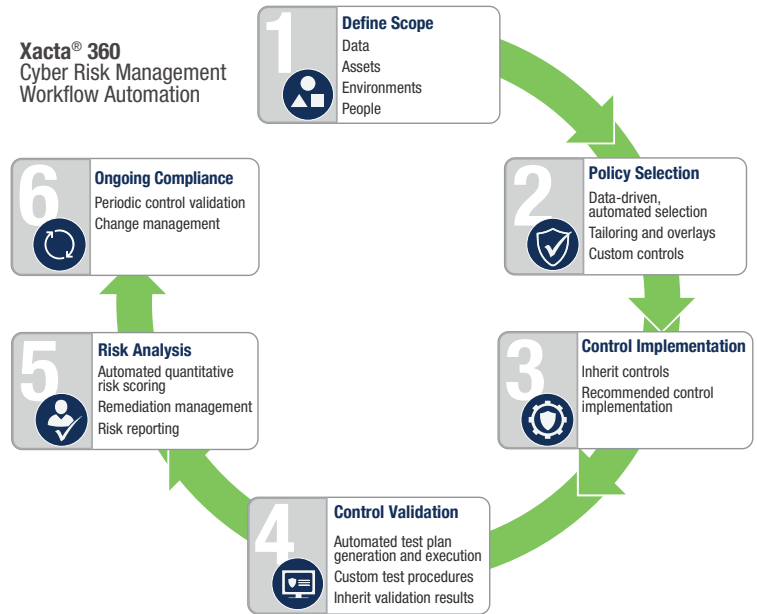 Xacta® 360
Cyber Risk Management
Workflow Automation
1
Define Scope
Data
Assets
Environments
People
2
Policy Selection
Data-driven,
automated selection
Tailoring and overlays
Custom controls
3
Control Implementation
Inherit controls
Recommended control
implementation
4
Control Validation
Automated test plan
generation and execution
Custom test procedures
Inherit validation results
5
Risk Analysis
Automated quantitative
risk scoring
Remediation management
Risk reporting
6
Ongoing Compliance
Periodic control validation
Change management